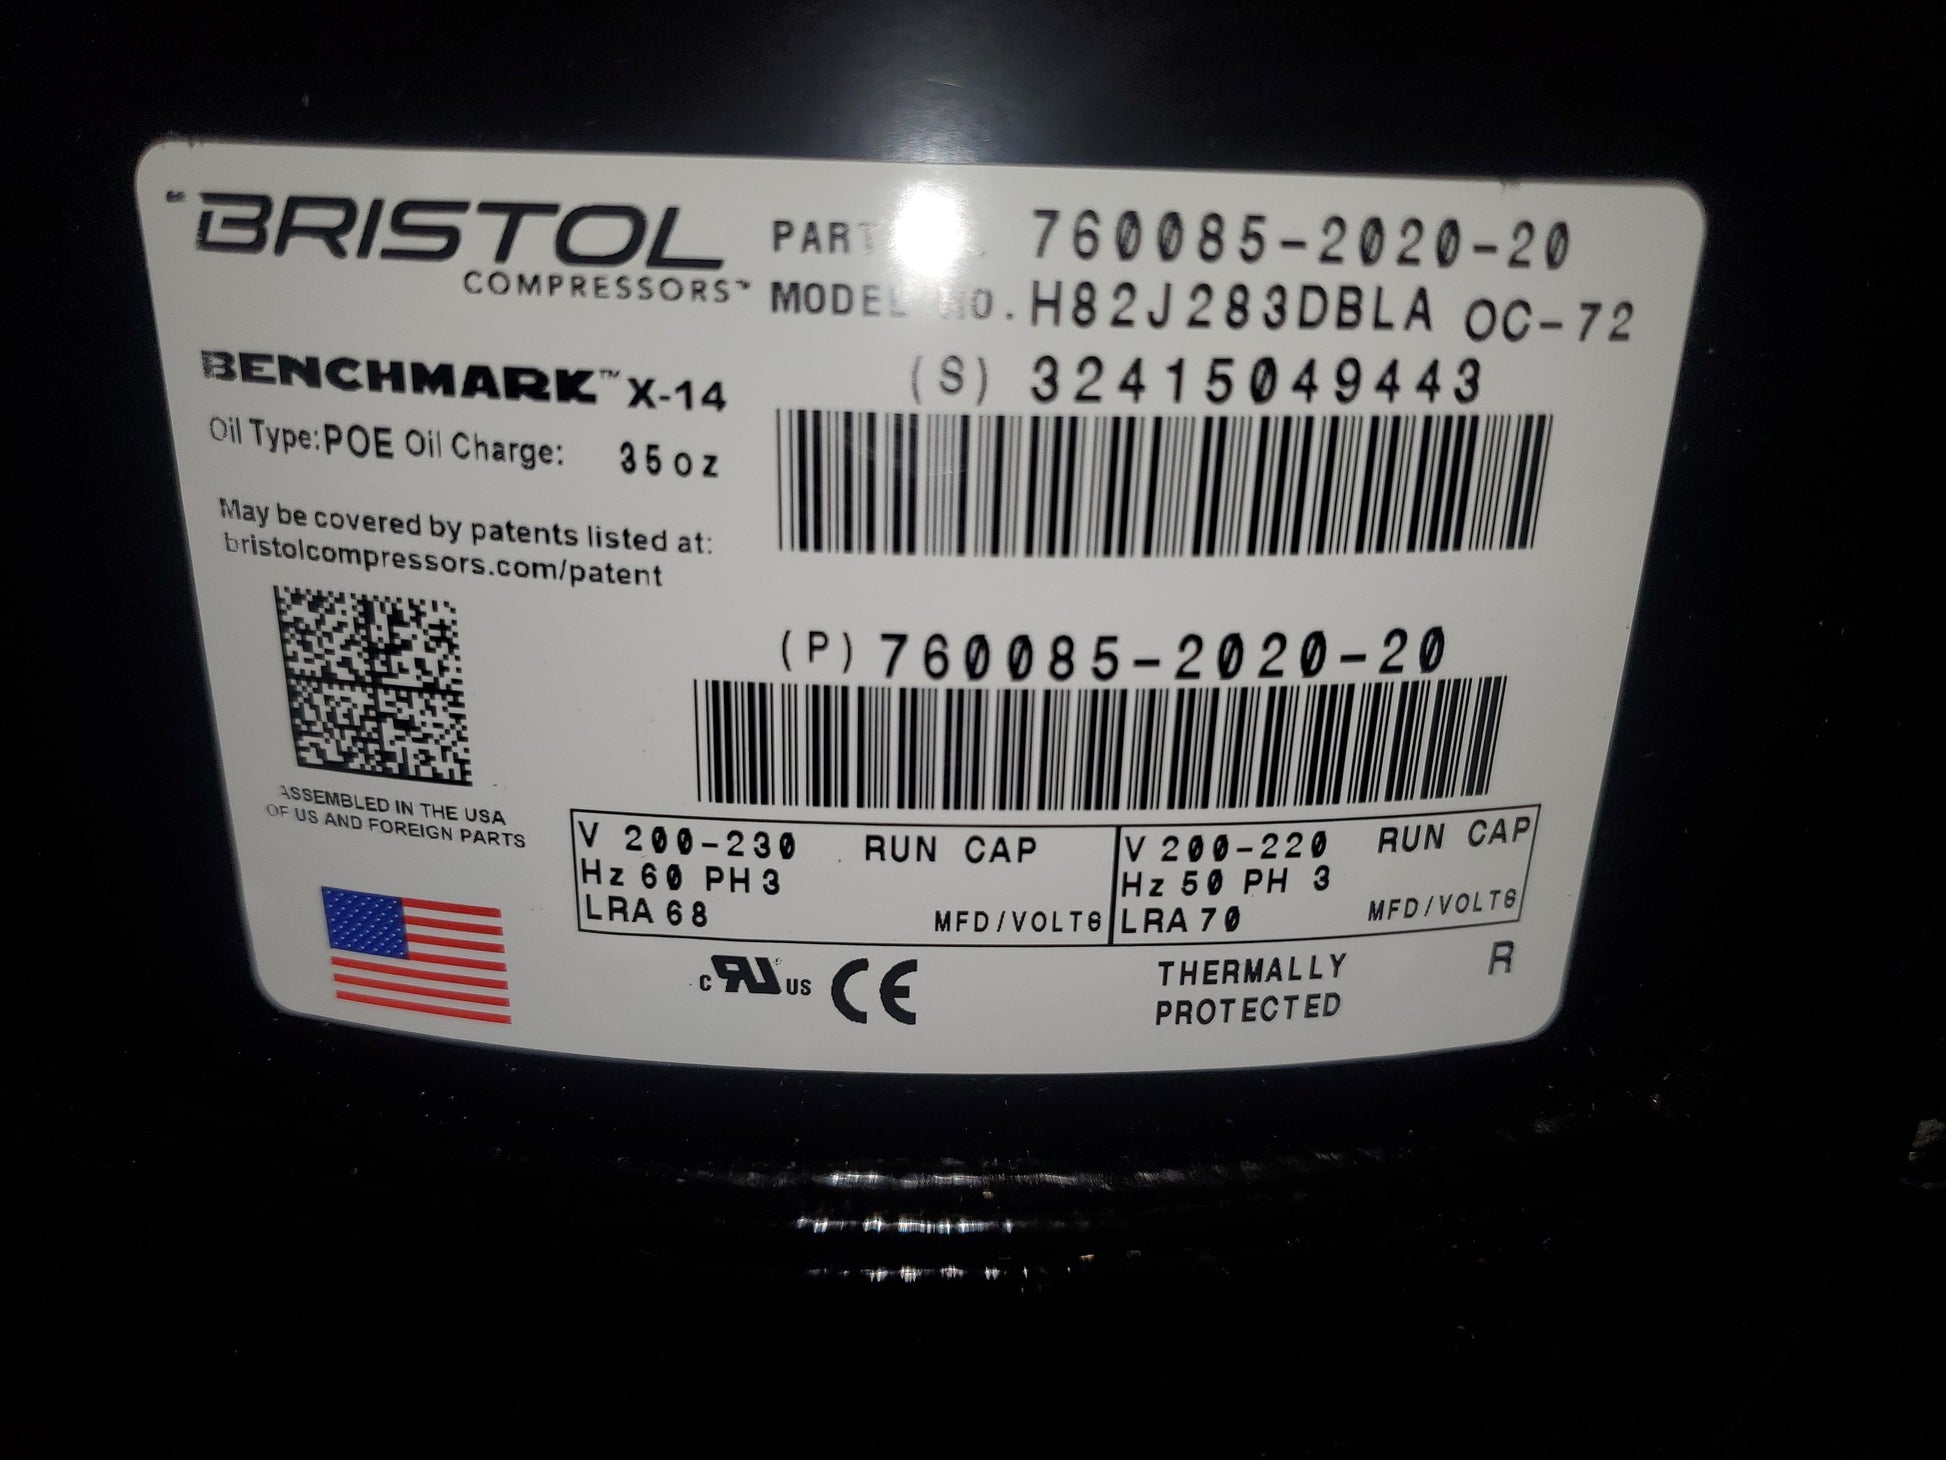 BRISTOL
COMPRESSORS™
PART
760085-2020-20
MODEL NO. H82J283DBLA OC-72
(S) 32415049443
BENCHMARK™ X-14
Oil Type: POE Oil Charge: 35oz
May be covered by patents listed at:
bristolcompressors.com/patent
(P) 760085-2020-20
ASSEMBLED IN THE USA
OF US AND FOREIGN PARTS
V 200-230 RUN CAP
Hz 60 PH 3
LRA 68 MFD/VOLTS
V 200-220 RUN CAP
Hz 50 PH 3
LRA 70 MFD/VOLTS
c RU us CE
THERMALLY
PROTECTED
R